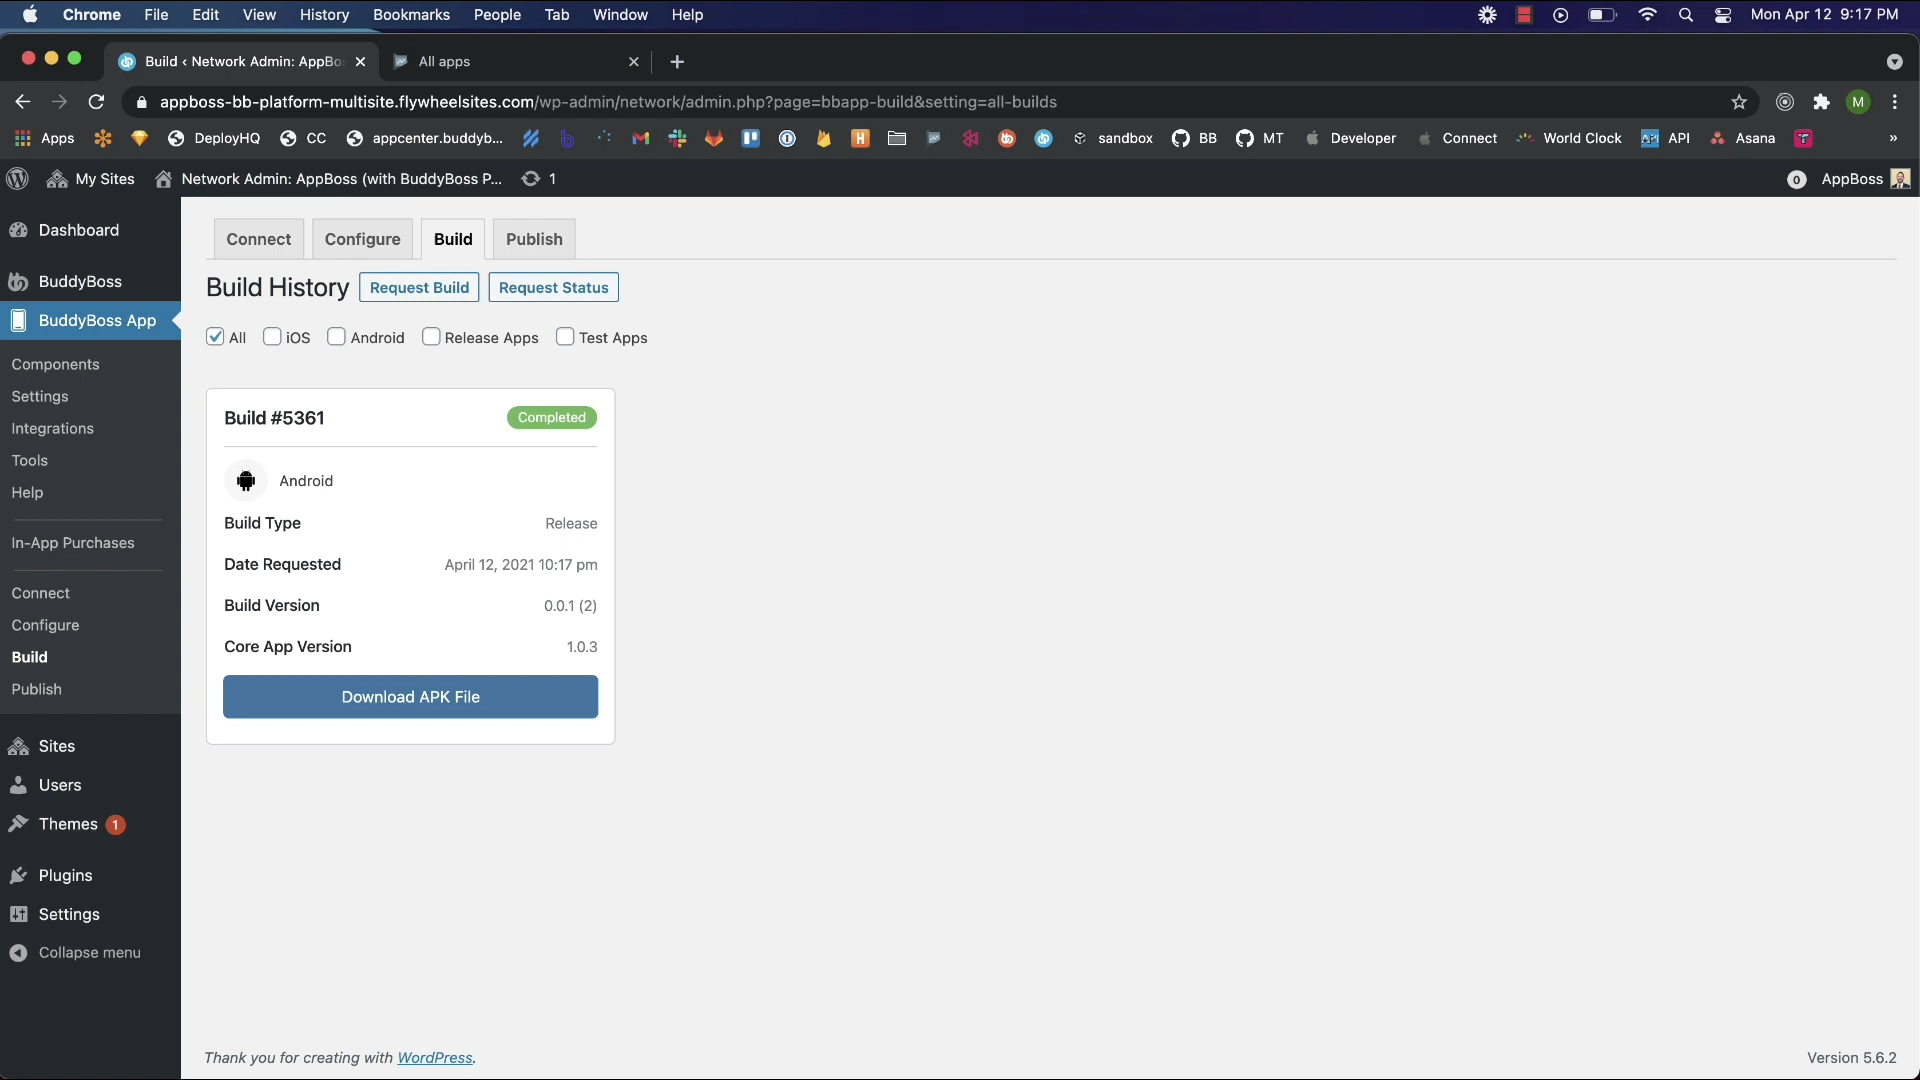 Chrome File Edit View History Bookmarks People Tab Window Help Mon Apr 12 9:17 PM
Build ‹ Network Admin: AppBo All apps
appboss-bb-platform-multisite.flywheelsites.com/wp-admin/network/admin.php?page=bbapp-build&setting=all-builds M
Apps DeployHQ CC appcenter.buddyb... sandbox BB MT Developer Connect World Clock API Asana »
My Sites Network Admin: AppBoss (with BuddyBoss P... 1 0 AppBoss
Dashboard
BuddyBoss
BuddyBoss App
Components
Settings
Integrations
Tools
Help
In-App Purchases
Connect
Configure
Build
Publish
Sites
Users
Themes 1
Plugins
Settings
Collapse menu
Connect Configure Build Publish
Build History Request Build Request Status
All iOS Android Release Apps Test Apps
Build #5361 Completed
Android
Build Type Release
Date Requested April 12, 2021 10:17 pm
Build Version 0.0.1 (2)
Core App Version 1.0.3
Download APK File
Thank you for creating with WordPress. Version 5.6.2